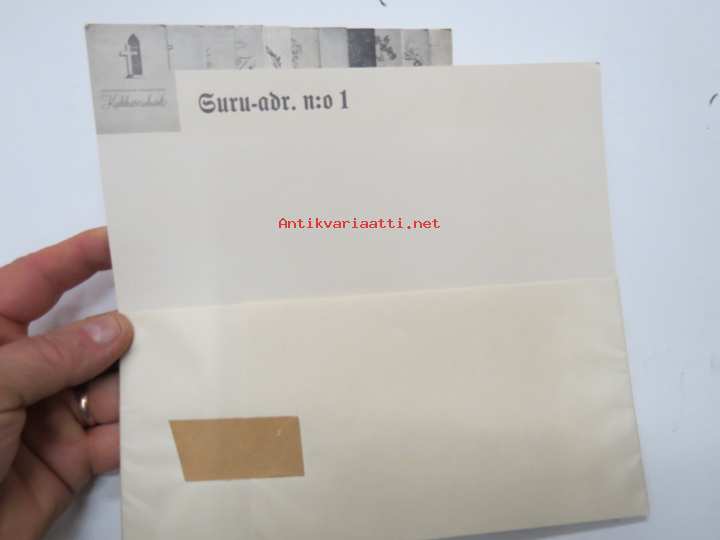 Suru-adr. n:o 1
Antikvariaatti.net